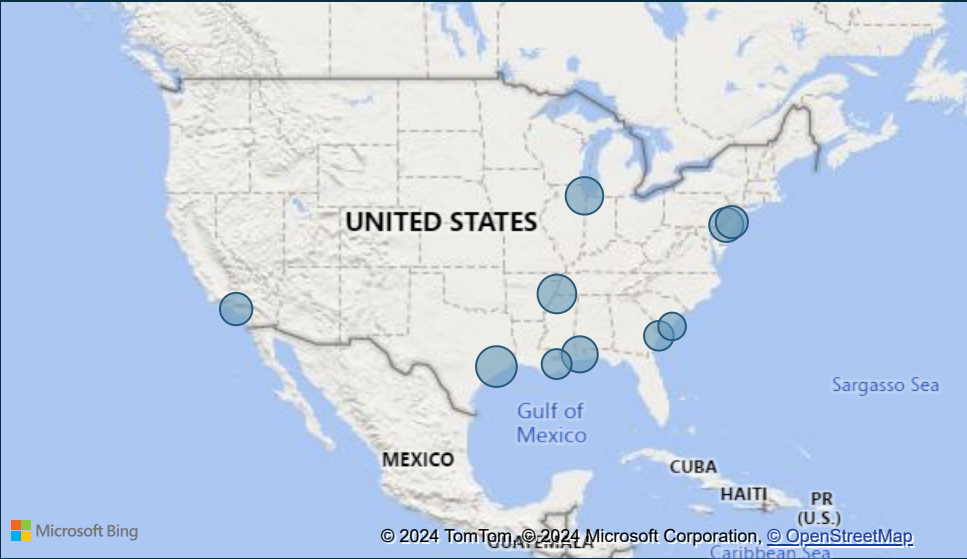 UNITED STATES
Sargasso Sea
Gulf of
Mexico
MEXICO
CUBA
HAITI
PR
(U.S.)
Microsoft Bing
© 2024 TomTom, © 2024 Microsoft Corporation, © OpenStreetMap
GUATEMALA
Caribbean Sea